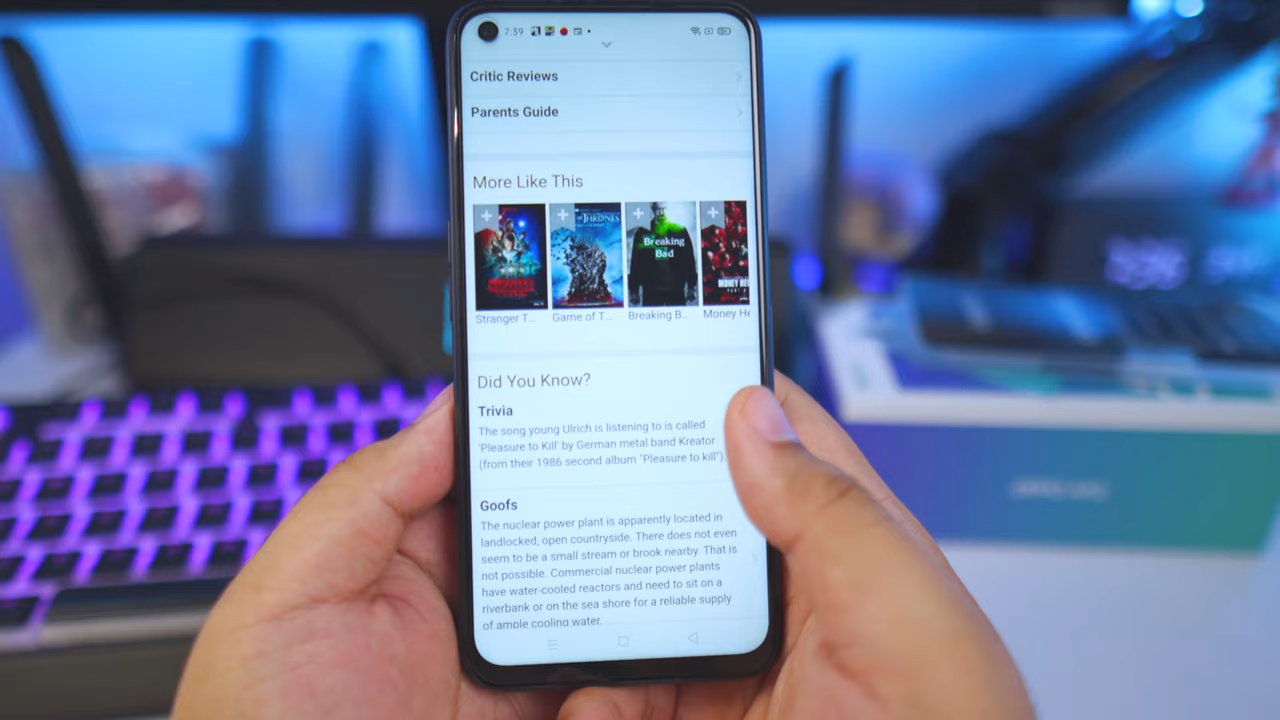 7:39
Critic Reviews
Parents Guide
More Like This
THRONES
Breaking
Bad
MONEY HE
Stranger T...
Game of T...
Breaking B...
Money He
Did You Know?
Trivia
The song young Ulrich is listening to is called
'Pleasure to Kill' by German metal band Kreator
(from their 1986 second album "Pleasure to kill").
Goofs
The nuclear power plant is apparently located in
landlocked, open countryside. There does not even
seem to be a small stream or brook nearby. That is
not possible. Commercial nuclear power plants
have water-cooled reactors and need to sit on a
riverbank or on the sea shore for a reliable supply
of ample cooling water.